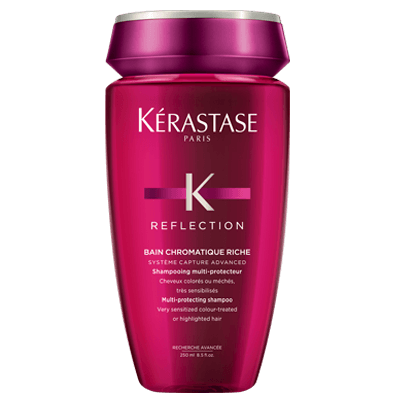 KÉRASTASE
PARIS
K
REFLECTION
BAIN CHROMATIQUE RICHE
SYSTÈME CAPTURE ADVANCED
Shampooing multi-protecteur
Cheveux colorés ou méchés,
très sensibilisés
Multi-protecting shampoo
Very sensitized colour-treated
or highlighted hair
RECHERCHE AVANCÉE
250 ml 8.5 fl.oz.